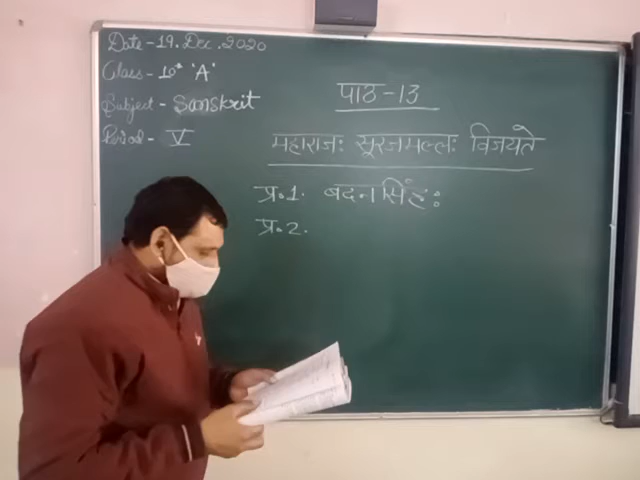 Date - 19. Dec. 2020
Class - 10th 'A'
Subject - Sanskrit
Period - V
पाठ -13
महाराजः सूरजमल्लः विजयते
प्र.1. बदनसिंहः
प्र.2.